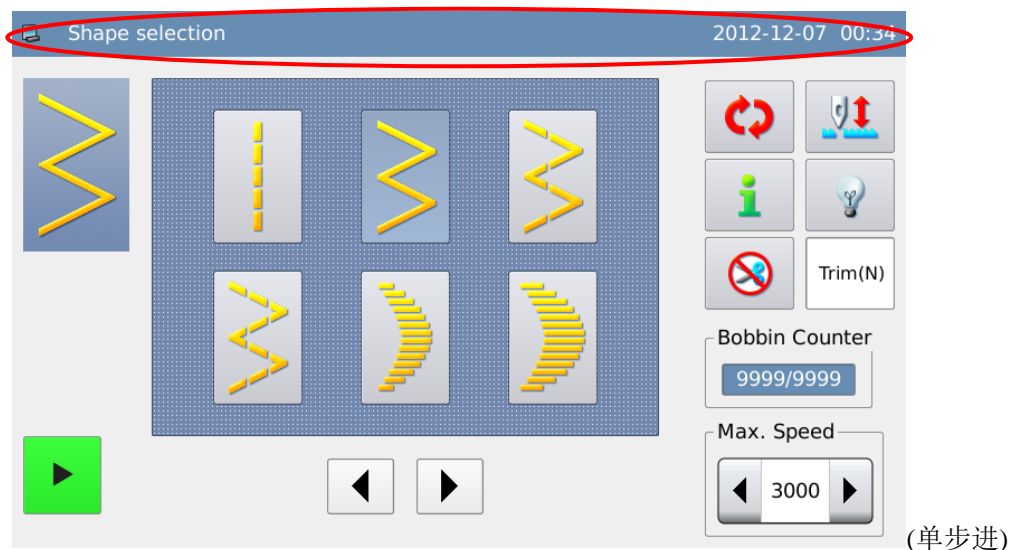 Shape selection 2012-12-07 00:34
Trim(N)
Bobbin Counter
9999/9999
Max. Speed
3000
(单步进)